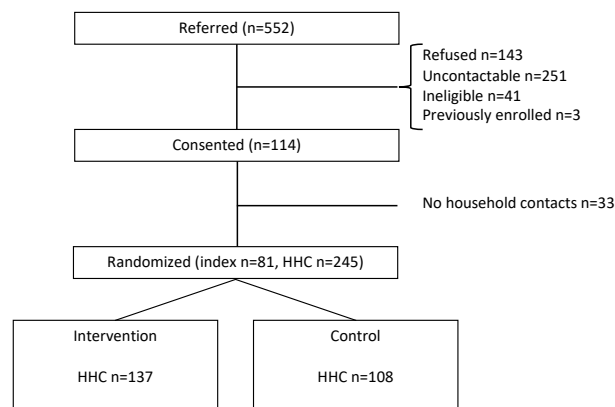 Referred (n=552)
Refused n=143
Uncontactable n=251
Ineligible n=41
Previously enrolled n=3
Consented (n=114)
No household contacts n=33
Randomized (index n=81, HHC n=245)
Intervention
HHC n=137
Control
HHC n=108